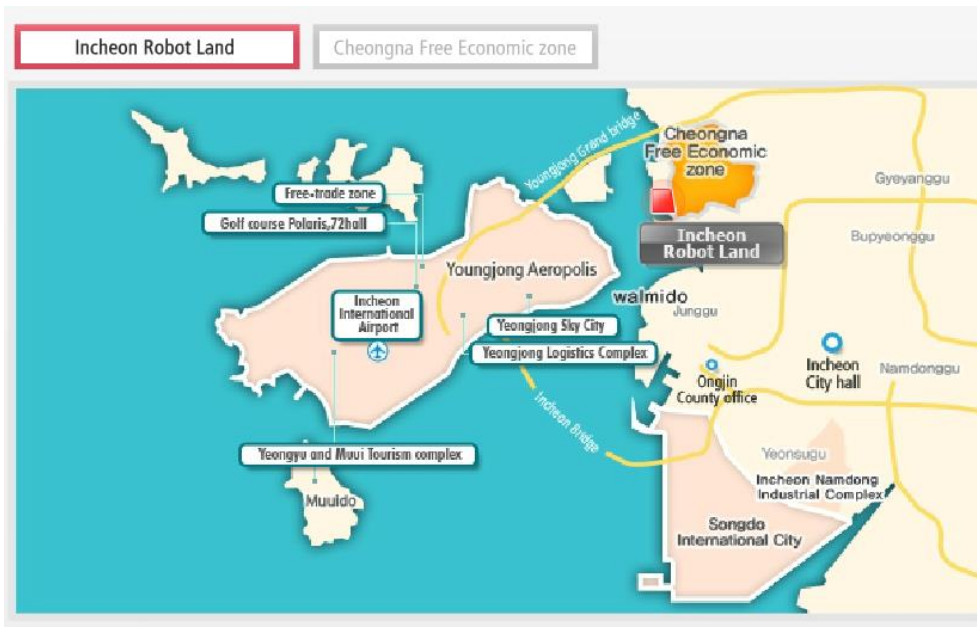 Incheon Robot Land
Cheongna Free Economic zone
Youngjong Grand bridge
Cheongna
Free Economic
zone
Gyeyanggu
Free-trade zone
Golf course Polaris,72hall
Incheon
Robot Land
Bupyeonggu
Youngjong Aeropolis
Incheon
International
Airport
walmido
Junggu
Yeongjong Sky City
Yeongjong Logistics Complex
Incheon
City hall
Namdonggu
Ongjin
County office
Incheon Bridge
Yeongyu and Muui Tourism complex
Yeonsugu
Incheon Namdong
Industrial Complex
Muuido
Songdo
International City